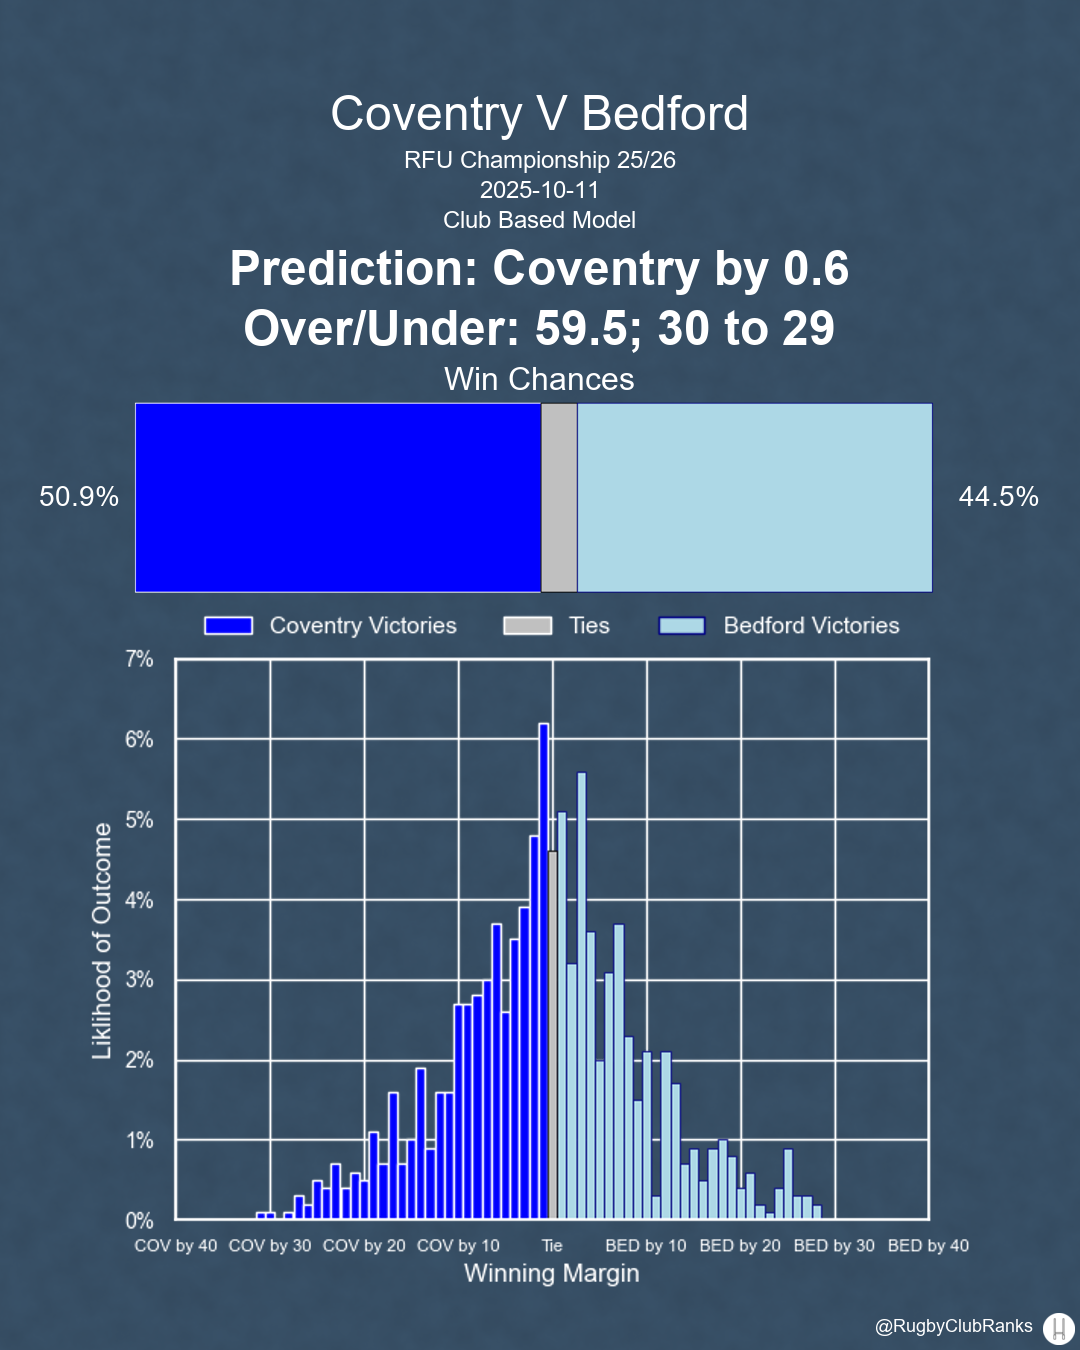 Coventry V Bedford
RFU Championship 25/26
2025-10-11
Club Based Model
Prediction: Coventry by 0.6
Over/Under: 59.5; 30 to 29
Win Chances
50.9%
44.5%
Coventry Victories
Ties
Bedford Victories
7%
6%
5%
4%
3%
2%
1%
0%
Liklihood of Outcome
COV by 40 COV by 30 COV by 20 COV by 10 Tie BED by 10 BED by 20 BED by 30 BED by 40
Winning Margin
@RugbyClubRanks